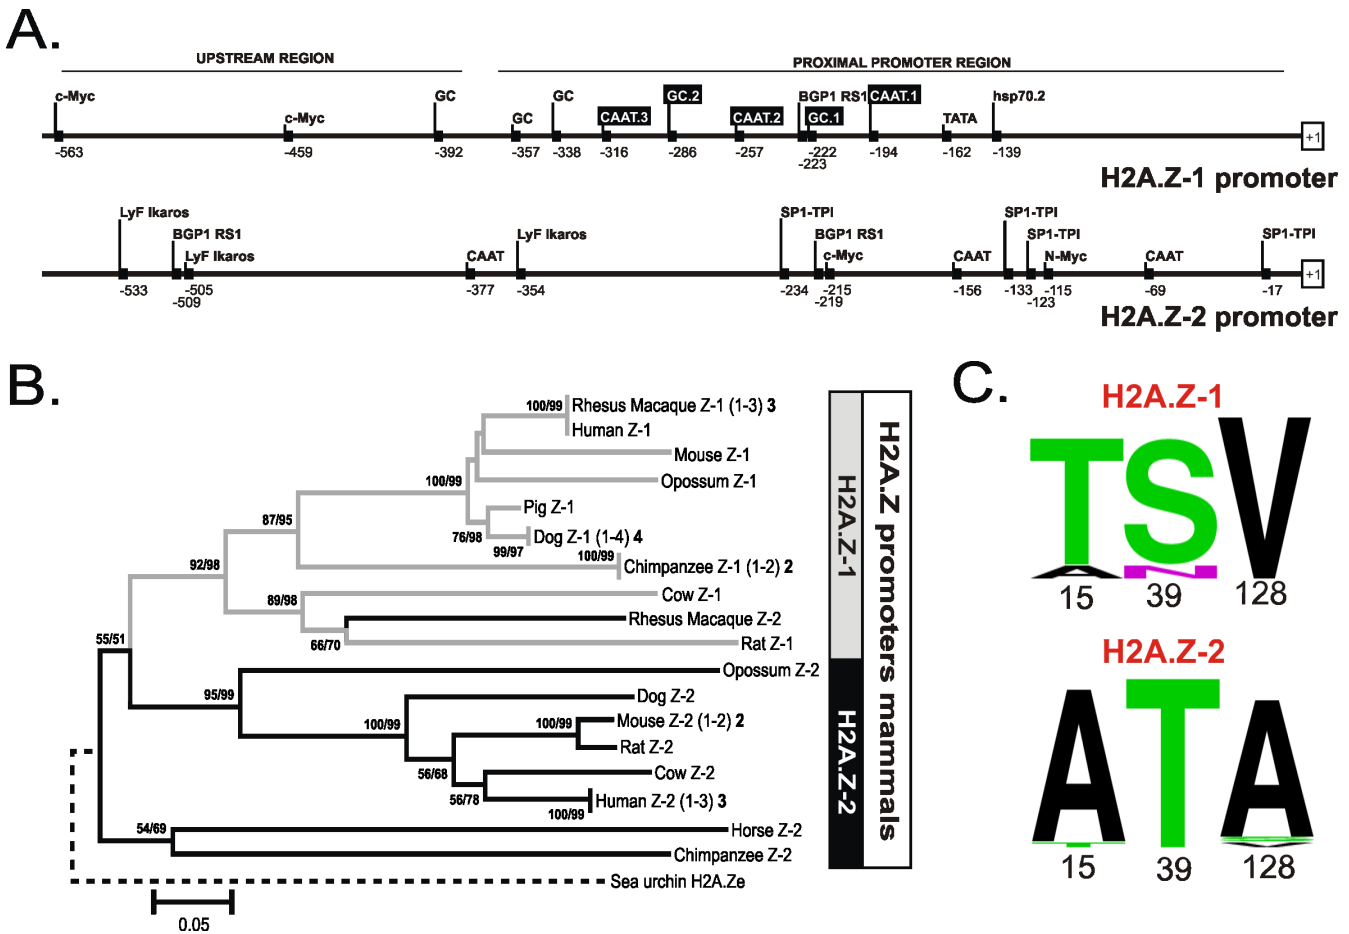 A.
UPSTREAM REGION
PROXIMAL PROMOTER REGION
c-Myc
c-Myc
GC
GC
GC
CAAT.3
GC.2
CAAT.2
BGP1 RS1
GC.1
CAAT.1
TATA
hsp70.2
-563
-459
-392
-357
-338
-316
-286
-257
-222
-223
-194
-162
-139
+1
H2A.Z-1 promoter
LyF Ikaros
BGP1 RS1
LyF Ikaros
CAAT
LyF Ikaros
SP1-TPI
BGP1 RS1
c-Myc
CAAT
SP1-TPI
SP1-TPI
N-Myc
CAAT
SP1-TPI
-533
-505
-509
-377
-354
-234
-215
-219
-156
-133
-115
-123
-69
-17
+1
H2A.Z-2 promoter
B.
100/99
Rhesus Macaque Z-1 (1-3) 3
Human Z-1
Mouse Z-1
100/99
Opossum Z-1
Pig Z-1
87/95
76/98
Dog Z-1 (1-4) 4
99/97
100/99
Chimpanzee Z-1 (1-2) 2
92/98
89/98
Cow Z-1
Rhesus Macaque Z-2
55/51
66/70
Rat Z-1
Opossum Z-2
95/99
Dog Z-2
100/99
100/99
Mouse Z-2 (1-2) 2
Rat Z-2
56/68
Cow Z-2
56/78
Human Z-2 (1-3) 3
100/99
54/69
Horse Z-2
Chimpanzee Z-2
Sea urchin H2A.Ze
0.05
H2A.Z-1
H2A.Z-2
H2A.Z promoters mammals
C.
H2A.Z-1
TSV
A N
15 39 128
H2A.Z-2
ATA
15 39 128